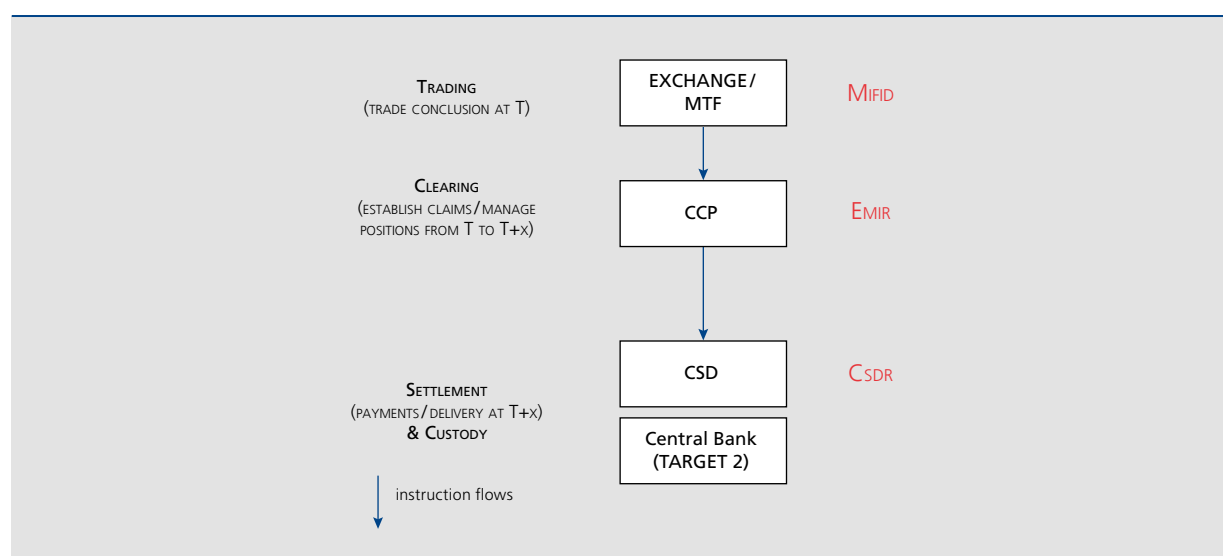 TRADING
(TRADE CONCLUSION AT T)
EXCHANGE/
MTF
MIFID
CLEARING
(ESTABLISH CLAIMS/MANAGE
POSITIONS FROM T TO T+X)
CCP
EMIR
CSD
CSDR
SETTLEMENT
(PAYMENTS/DELIVERY AT T+X)
& CUSTODY
Central Bank
(TARGET 2)
instruction flows